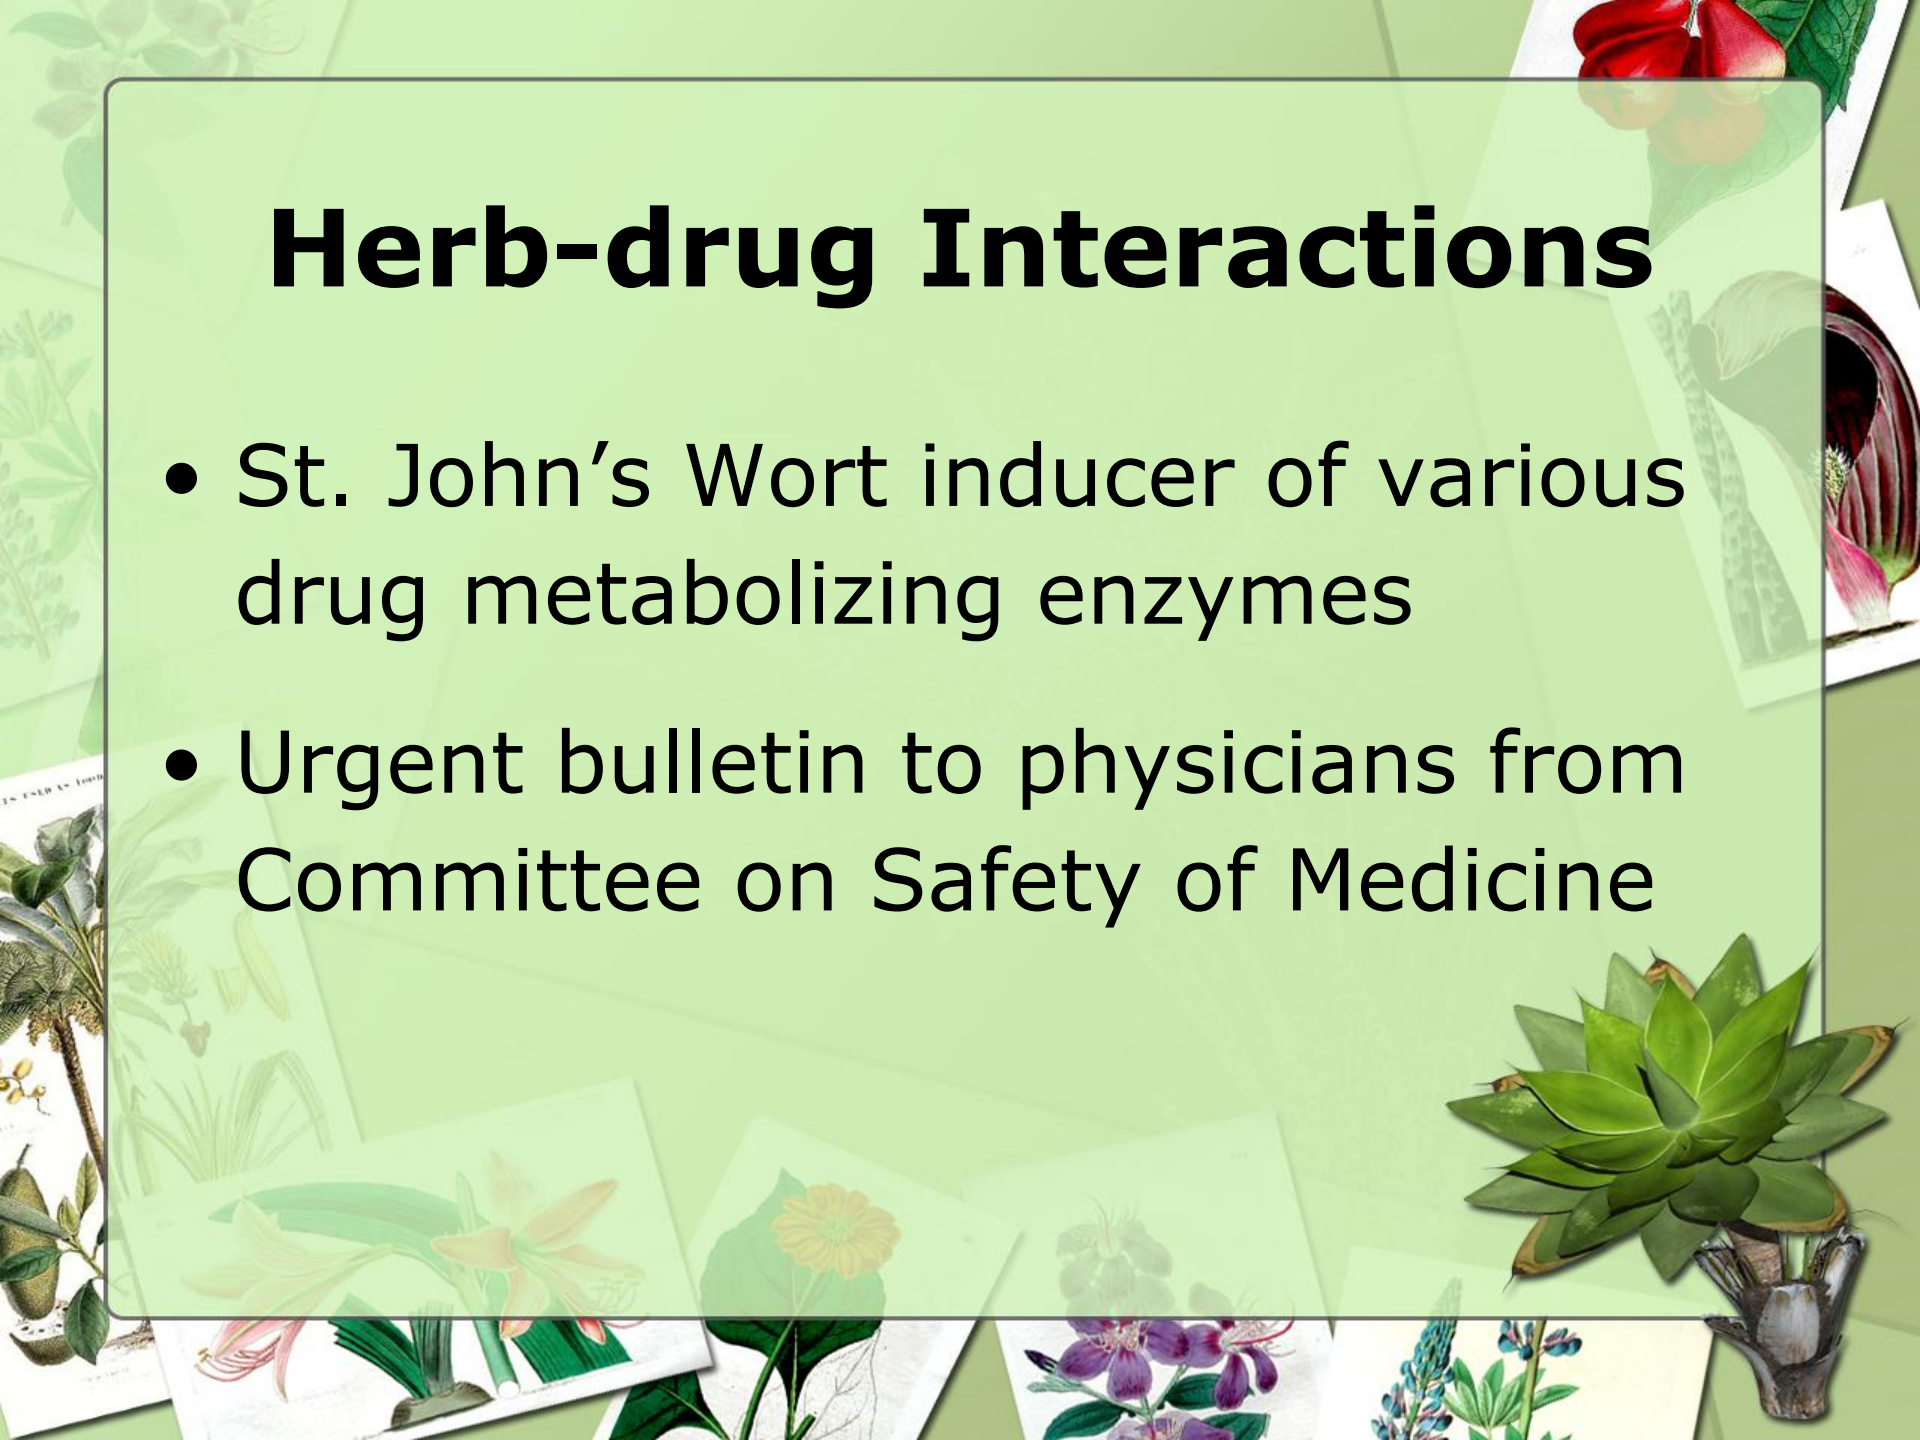 Herb-drug Interactions
• St. John’s Wort inducer of various
drug metabolizing enzymes
• Urgent bulletin to physicians from
Committee on Safety of Medicine